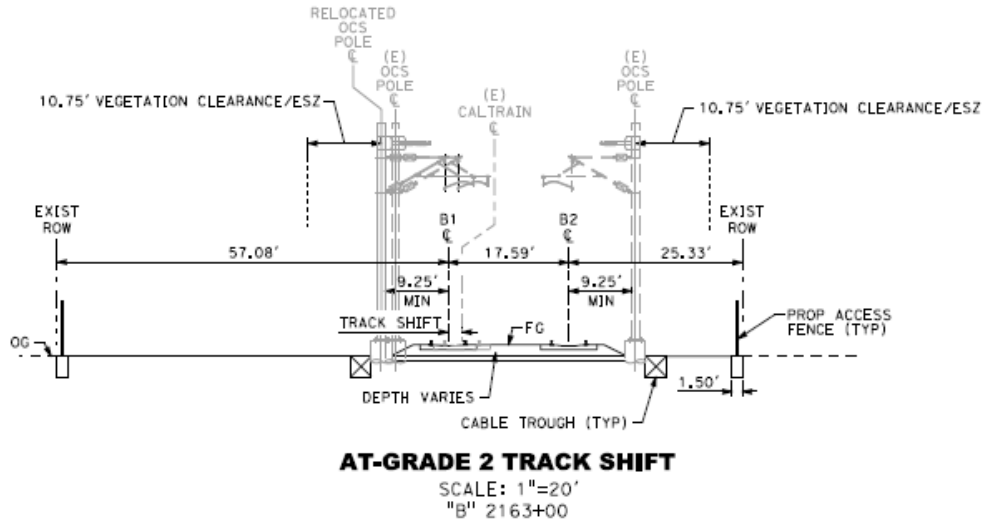 RELOCATED
OCS
POLE
℄
(E)
OCS
POLE
℄
(E)
CALTRAIN
℄
(E)
OCS
POLE
℄
10.75' VEGETATION CLEARANCE/ESZ
10.75' VEGETATION CLEARANCE/ESZ
EXIST
ROW
B1
℄
B2
℄
EXIST
ROW
57.08'
17.59'
25.33'
9.25'
MIN
9.25'
MIN
TRACK SHIFT
FG
PROP ACCESS
FENCE (TYP)
OG
DEPTH VARIES
1.50'
CABLE TROUGH (TYP)
AT-GRADE 2 TRACK SHIFT
SCALE: 1"=20'
"B" 2163+00